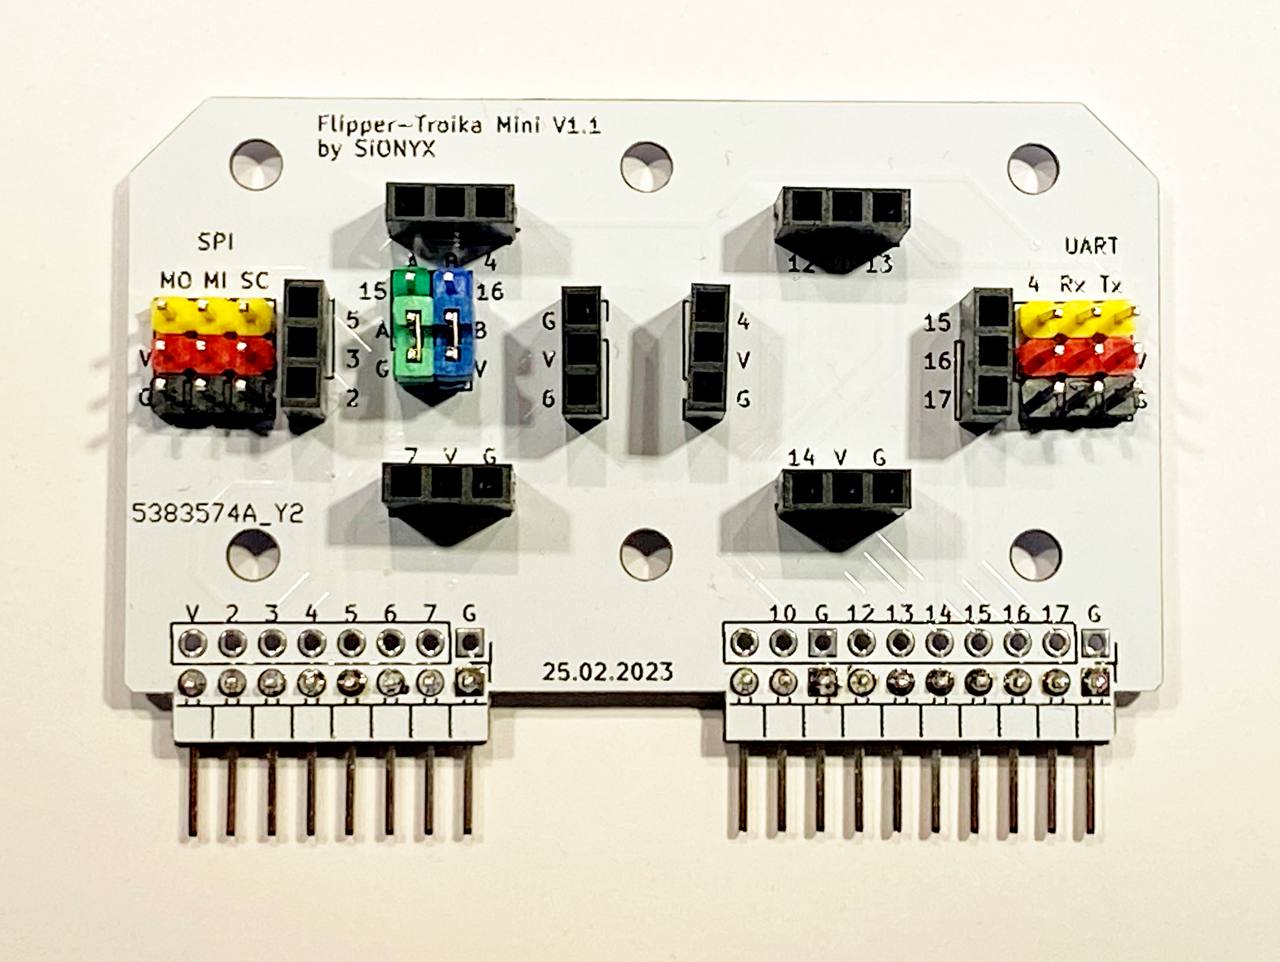 Flipper-Troika Mini V1.1
by SiONYX
SPI
UART
MO MI SC
A B 4
12 13
4 Rx Tx
15 16
5
A B
3
G V
2
V
G
G
V
6
4
V
G
15
16
17
V
G
7 V G
14 V G
5383574A_Y2
V 2 3 4 5 6 7 G
10 G 12 13 14 15 16 17 G
25.02.2023